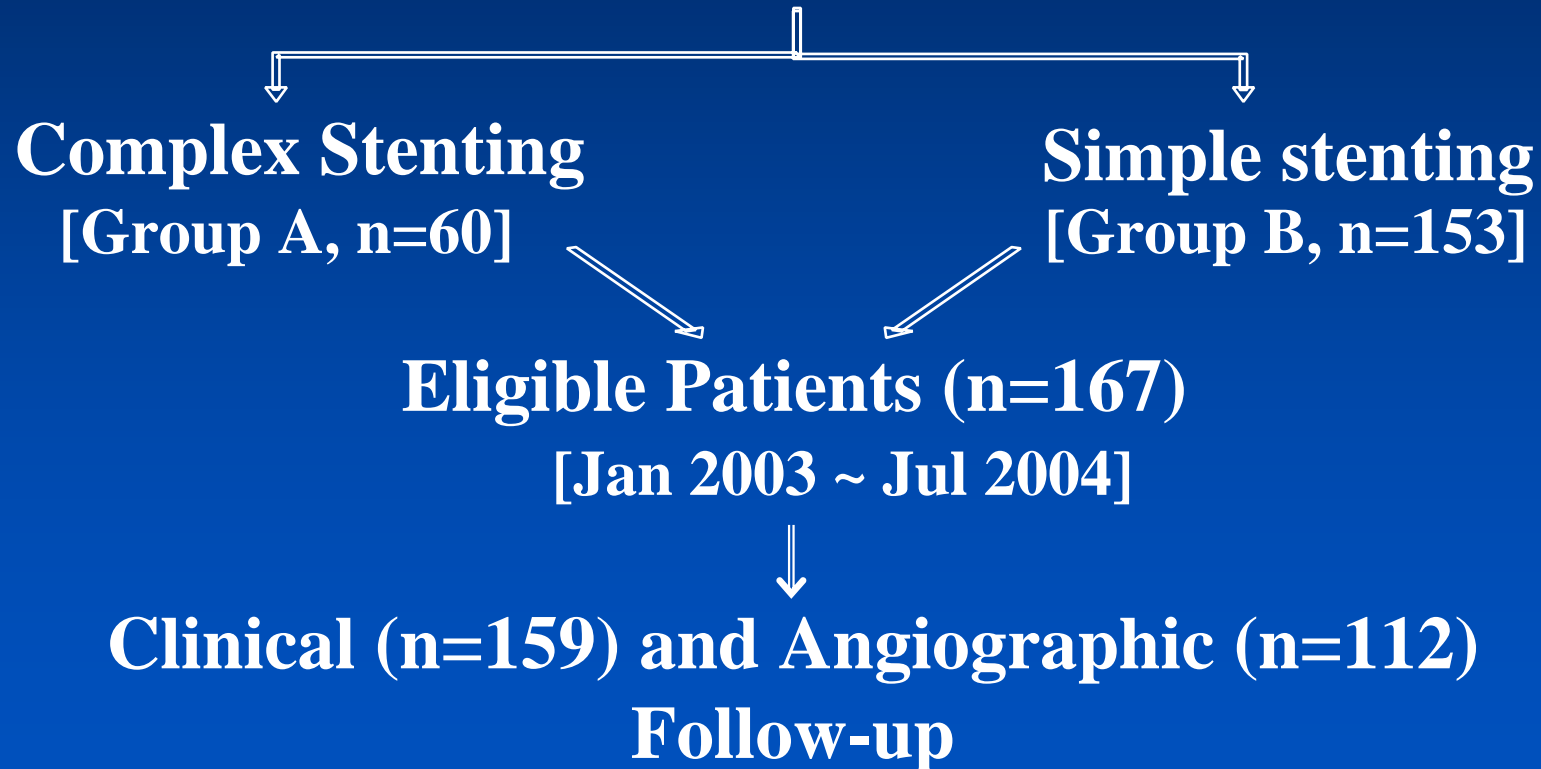 Complex Stenting
[Group A, n=60]
Simple stenting
[Group B, n=153]
Eligible Patients (n=167)
[Jan 2003 ~ Jul 2004]
Clinical (n=159) and Angiographic (n=112)
Follow-up